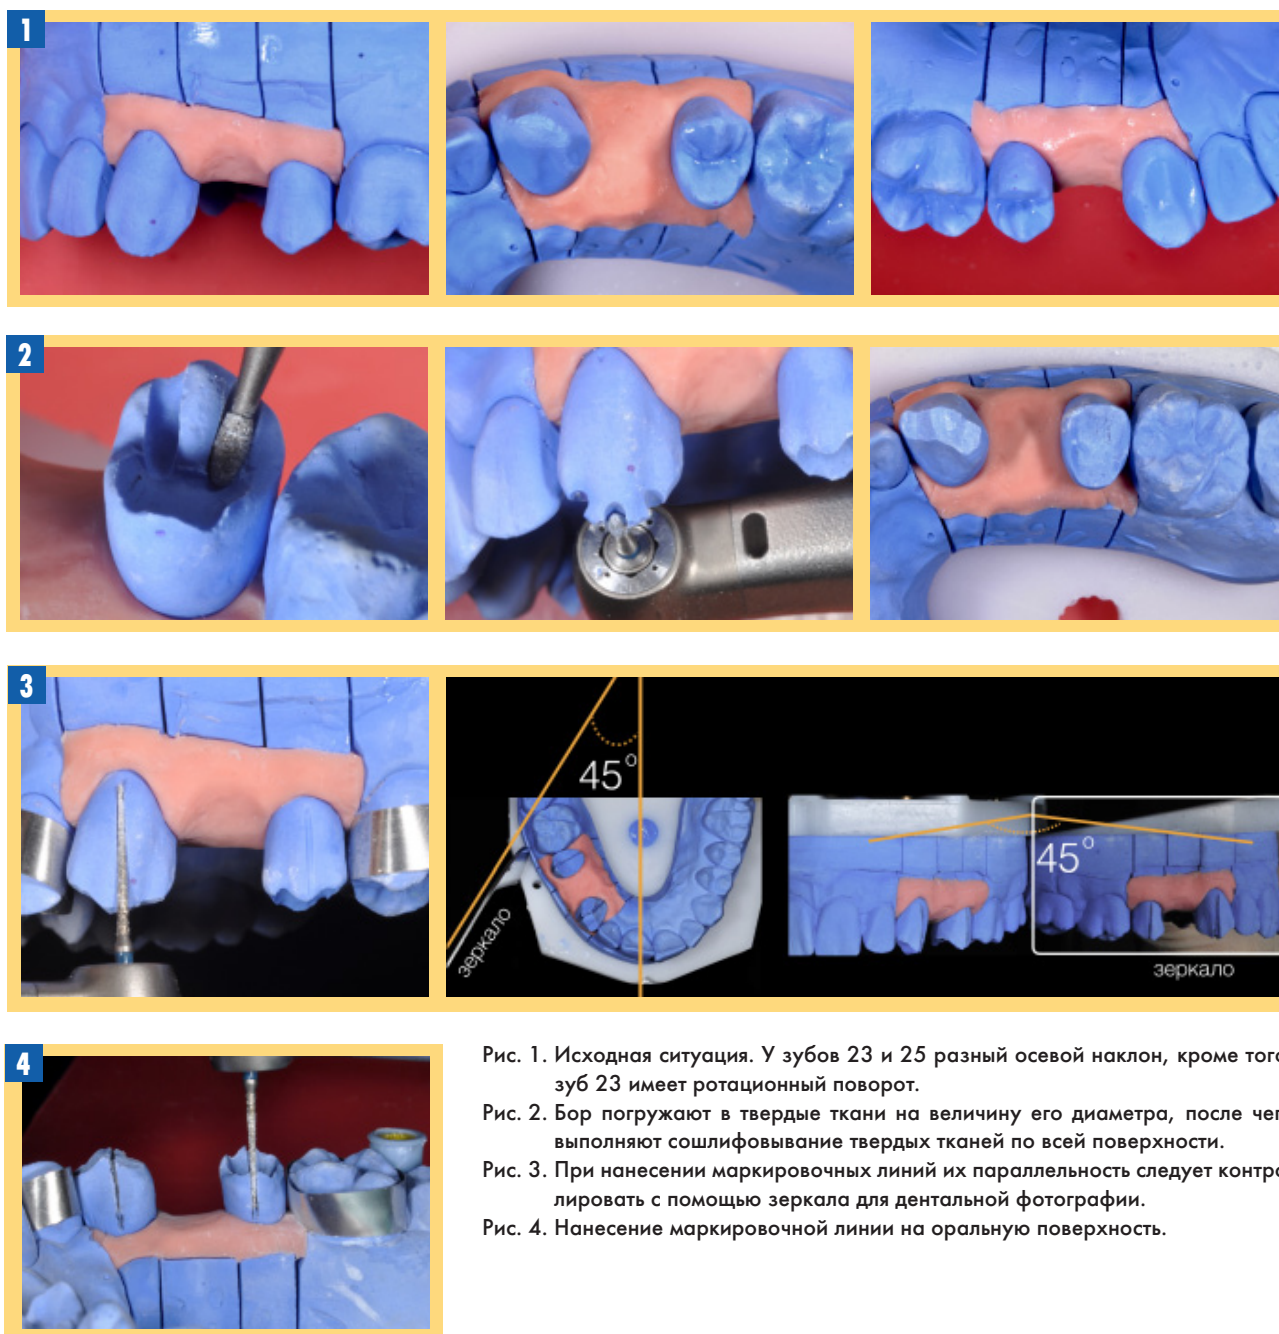 1
2
3
45°
зеркало
45°
зеркало
4
Рис. 1. Исходная ситуация. У зубов 23 и 25 разный осевой наклон, кроме того
зуб 23 имеет ротационный поворот.
Рис. 2. Бор погружают в твердые ткани на величину его диаметра, после чег
выполняют сошлифовывание твердых тканей по всей поверхности.
Рис. 3. При нанесении маркировочных линий их параллельность следует контро
лировать с помощью зеркала для дентальной фотографии.
Рис. 4. Нанесение маркировочной линии на оральную поверхность.